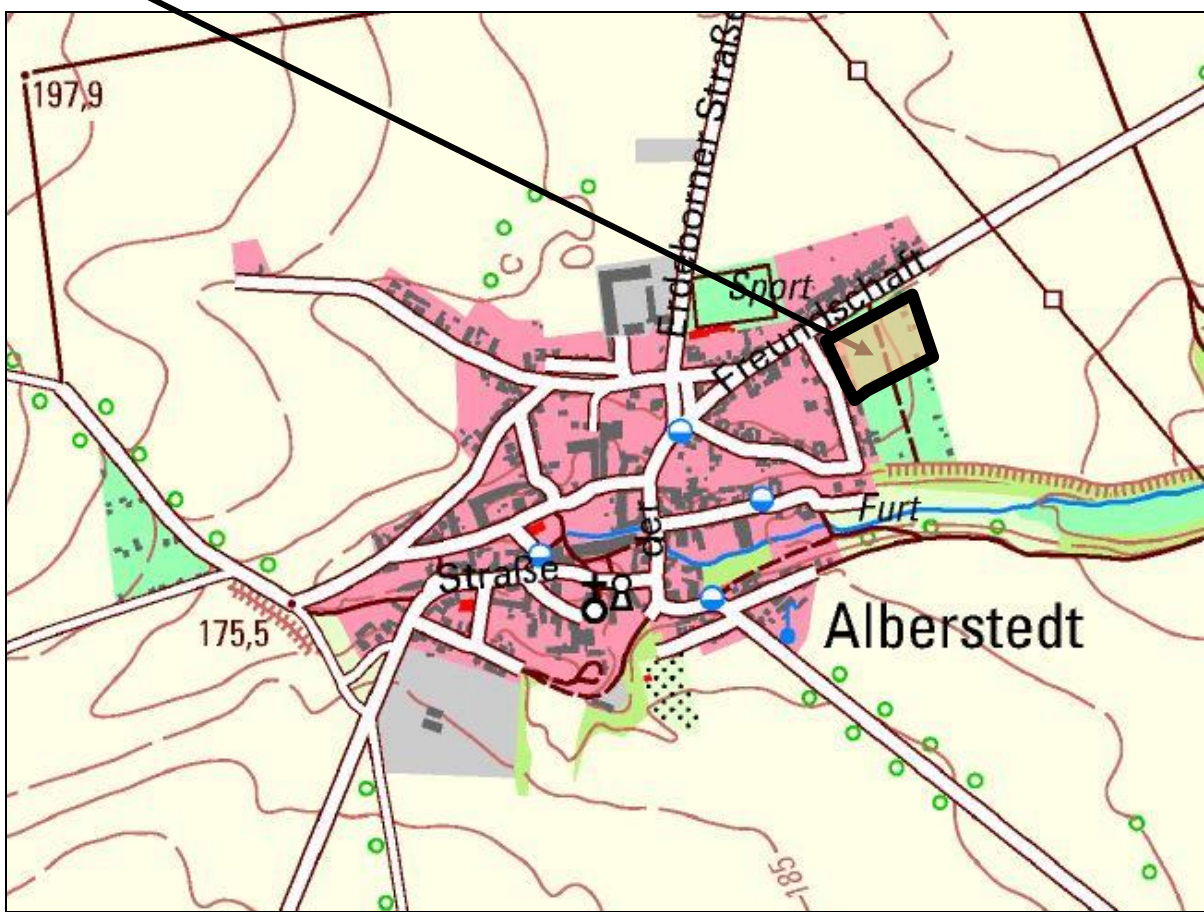 197,9
Erdeborner Straße
Sport
Freundschaft
Furt
der
Straße
175,5
Alberstedt
185